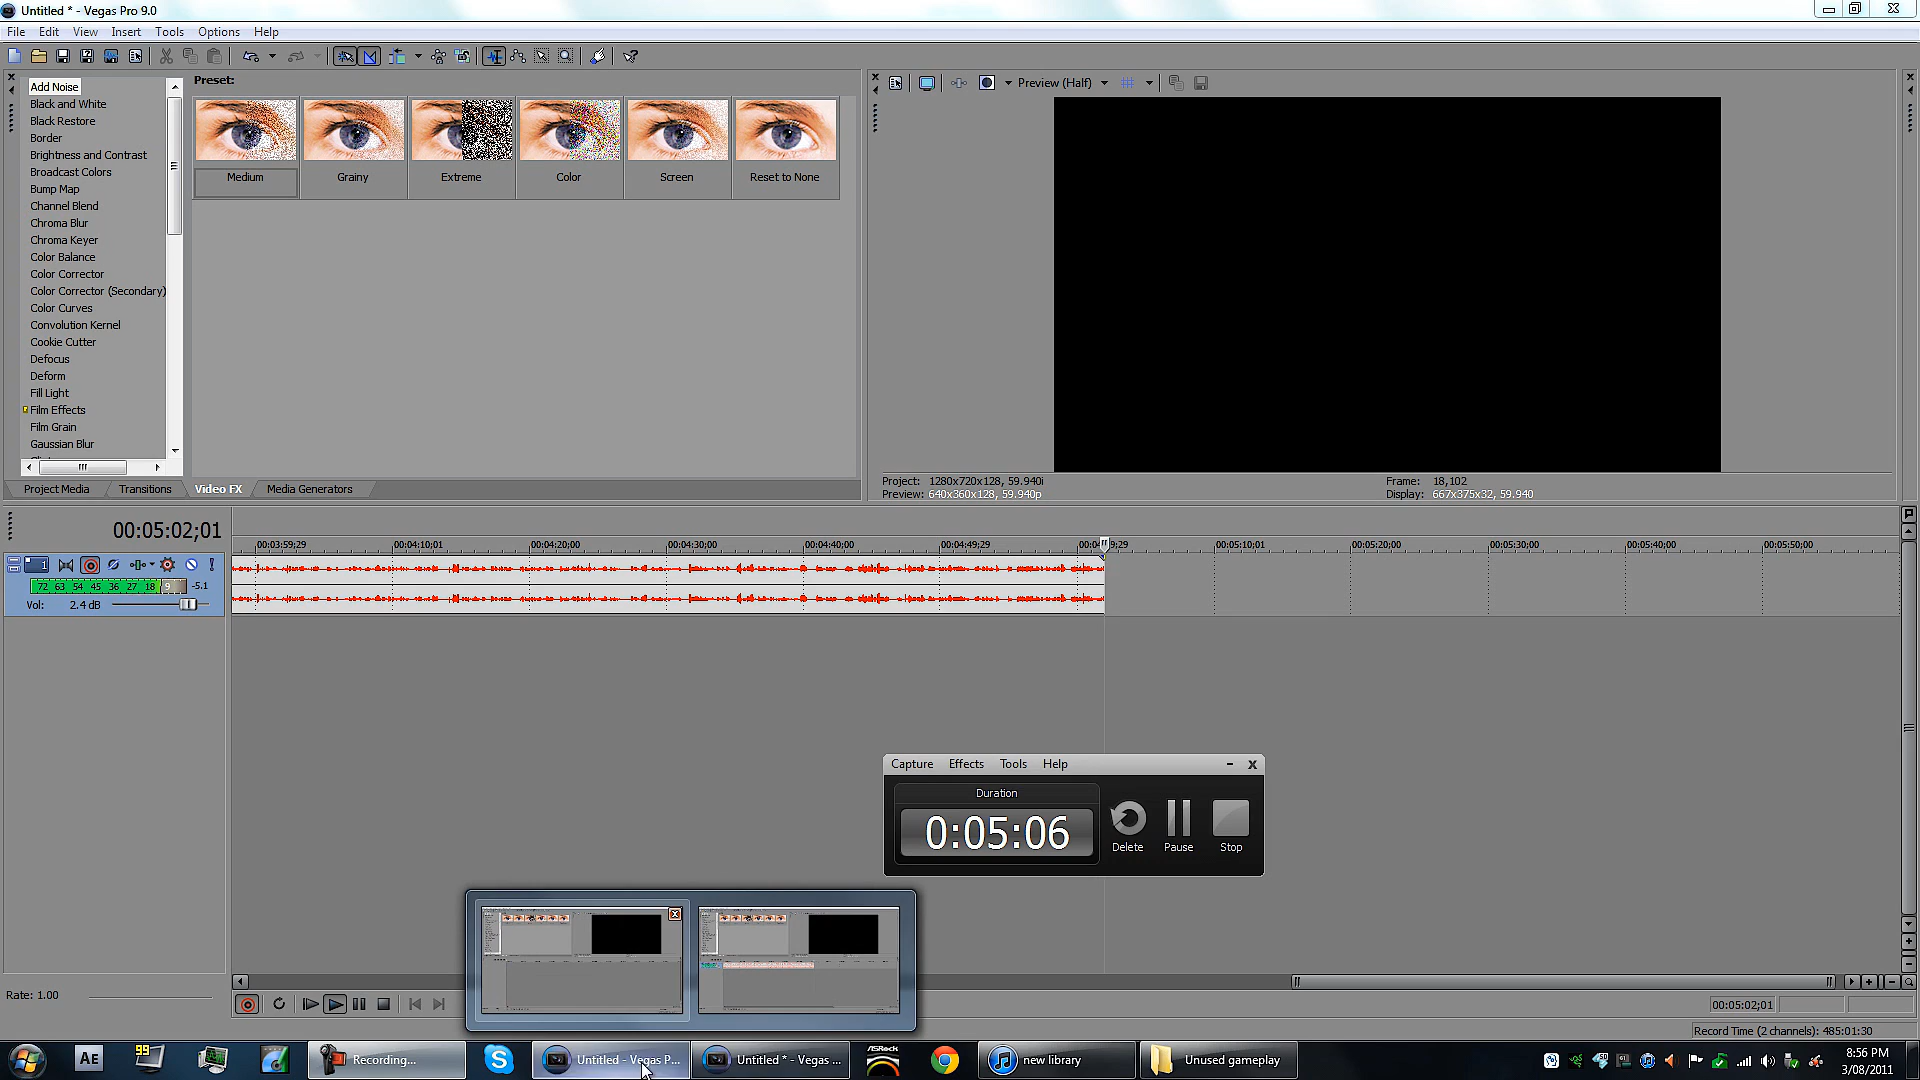 Untitled * - Vegas Pro 9.0
File Edit View Insert Tools Options Help
Preset:
Preview (Half)
Add Noise
Black and White
Black Restore
Border
Brightness and Contrast
Broadcast Colors
Bump Map
Channel Blend
Chroma Blur
Chroma Keyer
Color Balance
Color Corrector
Color Corrector (Secondary)
Color Curves
Convolution Kernel
Cookie Cutter
Defocus
Deform
Fill Light
Film Effects
Film Grain
Gaussian Blur
Medium Grainy Extreme Color Screen Reset to None
Project: 1280x720x128, 59.940i Frame: 18,102
Preview: 640x360x128, 59.940p Display: 667x375x32, 59.940
Project Media Transitions Video FX Media Generators
00:05:02;01
00:03:59;29 00:04:10;01 00:04:20;00 00:04:30;00 00:04:40;00 00:04:49;29 00:05:10;01 00:05:20;00 00:05:30;00 00:05:40;00 00:05:50;00
1
72 63 54 45 36 27 18 9 -5.1
Vol: 2.4 dB
Capture Effects Tools Help
Duration
0:05:06
Delete Pause Stop
Rate: 1.00
00:05:02;01
Record Time (2 channels): 485:01:30
AE
99
Recording...
Untitled - Vegas P...
Untitled * - Vegas ...
ASRock
new library
Unused gameplay
8:56 PM
3/08/2011